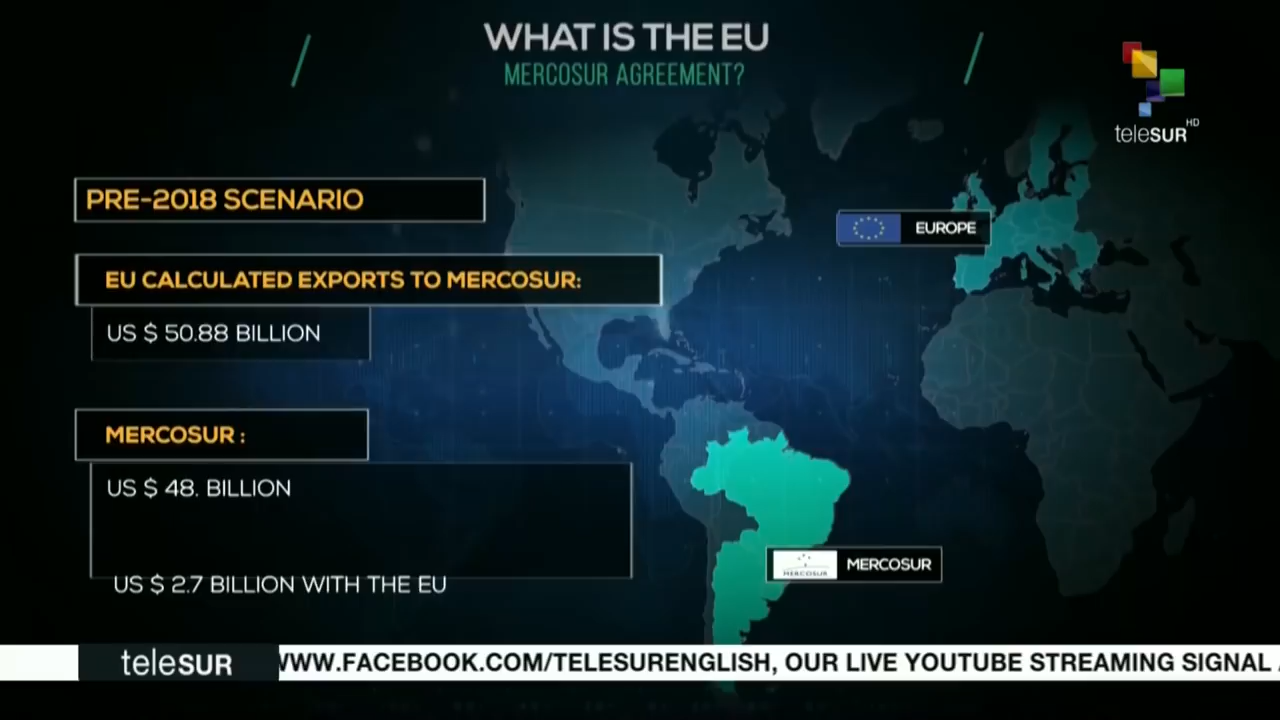 WHAT IS THE EU
MERCOSUR AGREEMENT?
teleSUR HD
PRE-2018 SCENARIO
EUROPE
EU CALCULATED EXPORTS TO MERCOSUR:
US $ 50.88 BILLION
MERCOSUR :
US $ 48. BILLION
MERCOSUR
MERCOSUR
US $ 2.7 BILLION WITH THE EU
teleSUR
WWW.FACEBOOK.COM/TELESURENGLISH, OUR LIVE YOUTUBE STREAMING SIGNAL